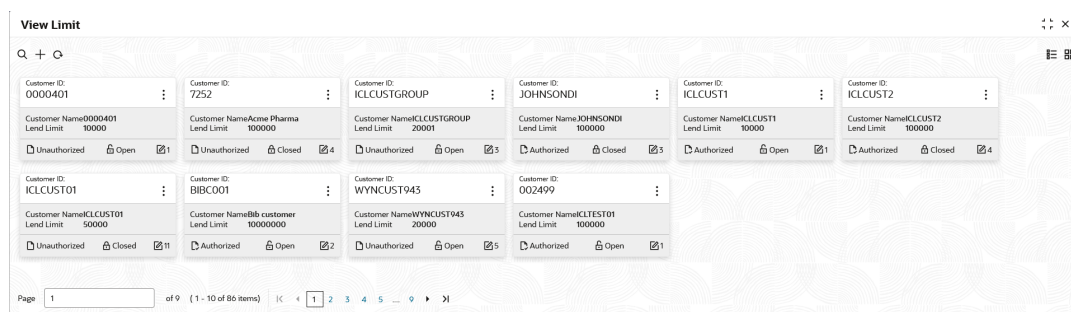 View Limit
Customer ID:
0000401
Customer Name0000401
Lend Limit 10000
Unauthorized Open 1
Customer ID:
7252
Customer NameAcme Pharma
Lend Limit 100000
Unauthorized Closed 4
Customer ID:
ICLCUSTGROUP
Customer NameICLCUSTGROUP
Lend Limit 20001
Unauthorized Open 3
Customer ID:
JOHNSONDI
Customer NameJOHNSONDI
Lend Limit 100000
Authorized Closed 3
Customer ID:
ICLCUST1
Customer NameICLCUST1
Lend Limit 10000
Authorized Open 1
Customer ID:
ICLCUST2
Customer NameICLCUST2
Lend Limit 100000
Authorized Closed 4
Customer ID:
ICLCUST01
Customer NameICLCUST01
Lend Limit 50000
Unauthorized Closed 11
Customer ID:
BIBC001
Customer NameBib customer
Lend Limit 10000000
Authorized Open 2
Customer ID:
WYNCUST943
Customer NameWYNCUST943
Lend Limit 20000
Unauthorized Open 5
Customer ID:
002499
Customer NameICLTEST01
Lend Limit 100000
Authorized Open 1
Page 1 of 9 ( 1 - 10 of 86 items) 1 2 3 4 5 ... 9